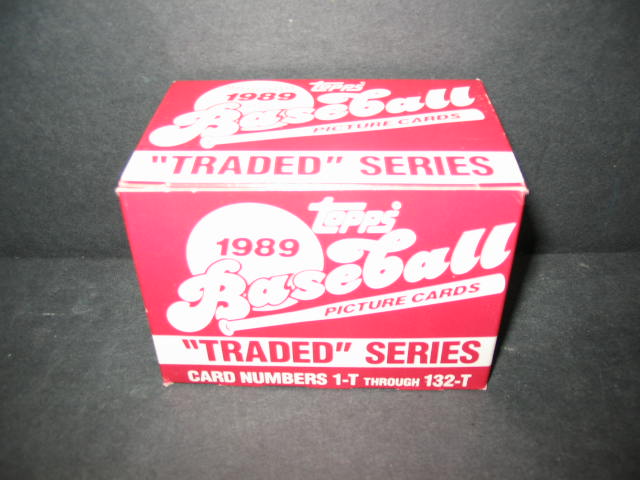 Topps
1989
Baseball
PICTURE CARDS
"TRADED" SERIES
Topps
1989
Baseball
PICTURE CARDS
"TRADED" SERIES
CARD NUMBERS 1-T THROUGH 132-T